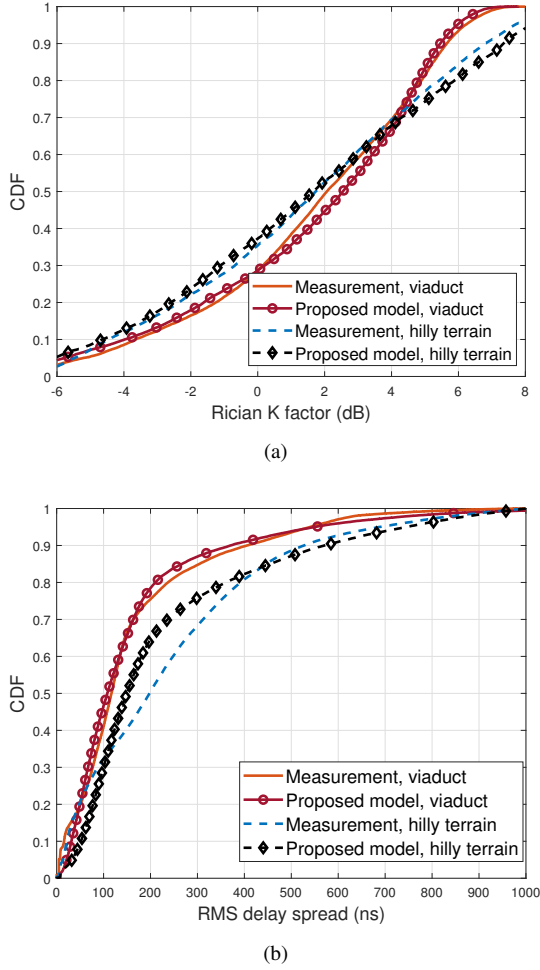 1
0.9
0.8
0.7
0.6
0.5
0.4
0.3
0.2
0.1
0
CDF
Measurement, viaduct
Proposed model, viaduct
Measurement, hilly terrain
Proposed model, hilly terrain
-6 -4 -2 0 2 4 6 8
Rician K factor (dB)
(a)
1
0.9
0.8
0.7
0.6
0.5
0.4
0.3
0.2
0.1
0
CDF
Measurement, viaduct
Proposed model, viaduct
Measurement, hilly terrain
Proposed model, hilly terrain
0 100 200 300 400 500 600 700 800 900 1000
RMS delay spread (ns)
(b)